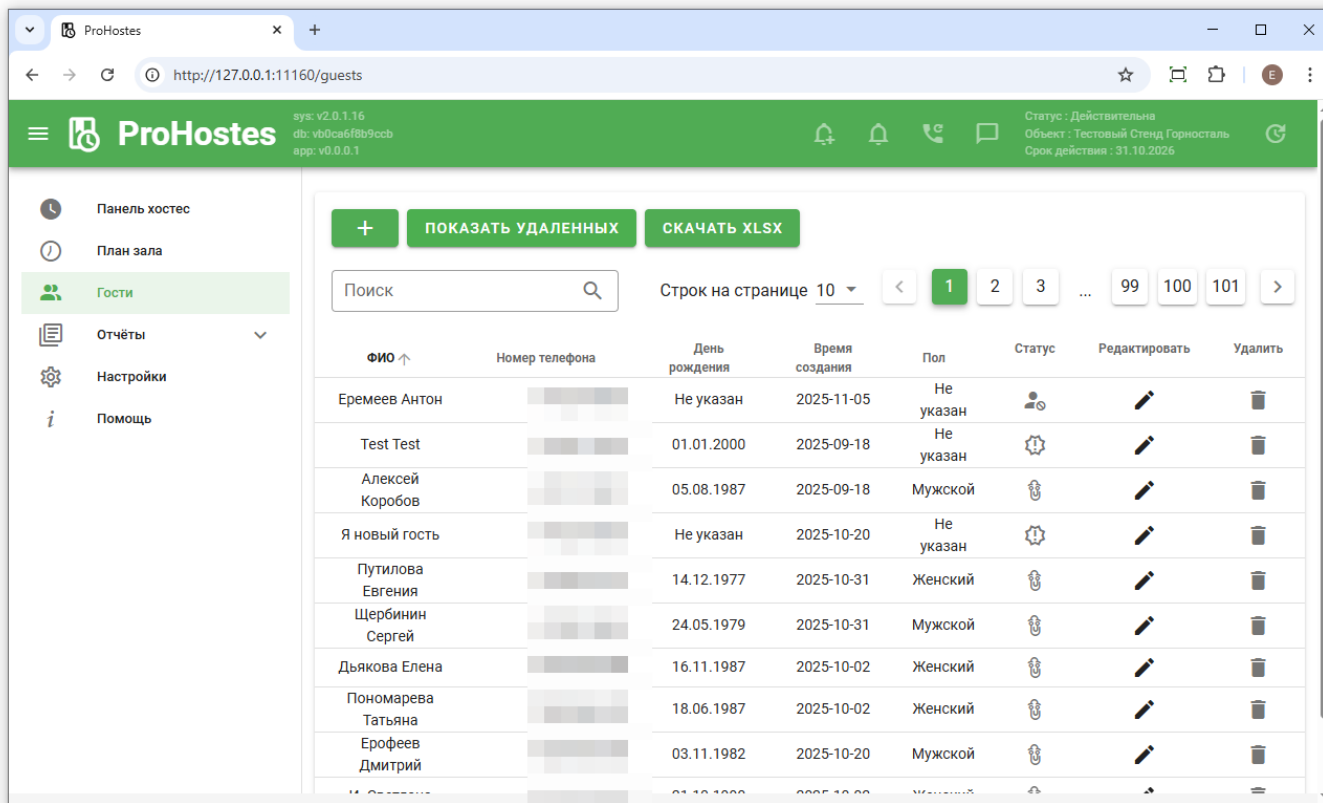 ProHostes
http://127.0.0.1:11160/guests
E
ProHostes
sys: v2.0.1.16
db: vb0ca6f8b9ccb
app: v0.0.0.1
Статус : Действительна
Объект : Тестовый Стенд Горносталь
Срок действия : 31.10.2026
Панель хостес
План зала
Гости
Отчёты
Настройки
Помощь
+ ПОКАЗАТЬ УДАЛЕННЫХ СКАЧАТЬ XLSX
Поиск Строк на странице 10 1 2 3 ... 99 100 101
ФИО Номер телефона День рождения Время создания Пол Статус Редактировать Удалить
Еремеев Антон Не указан 2025-11-05 Не указан
Test Test 01.01.2000 2025-09-18 Не указан
Алексей Коробов 05.08.1987 2025-09-18 Мужской
Я новый гость Не указан 2025-10-20 Не указан
Путилова Евгения 14.12.1977 2025-10-31 Женский
Щербинин Сергей 24.05.1979 2025-10-31 Мужской
Дьякова Елена 16.11.1987 2025-10-02 Женский
Пономарева Татьяна 18.06.1987 2025-10-02 Женский
Ерофеев Дмитрий 03.11.1982 2025-10-20 Мужской